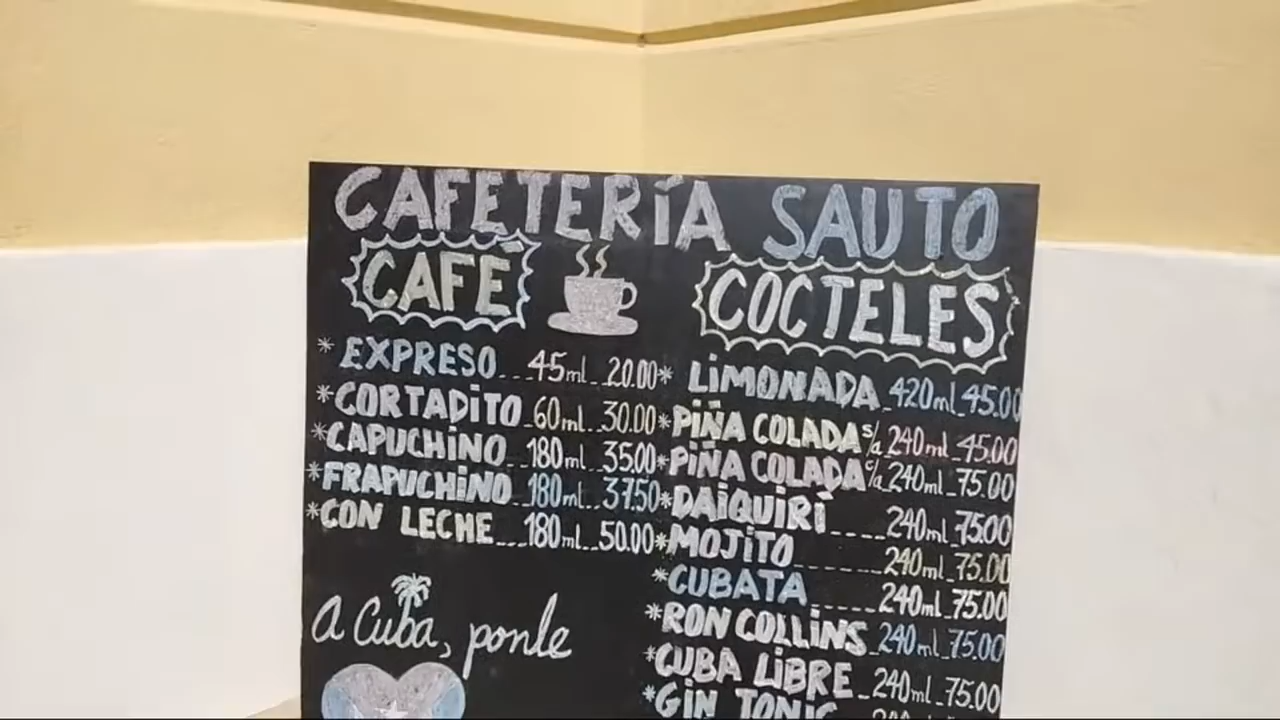 CAFETERÍA SAUTO
CAFE
* EXPRESO...45ml..20.00
* CORTADITO.60ml..30.00
* CAPUCHINO..180ml..35.00
* FRAPUCHINO.180ml..37.50
* CON LECHE...180ml..50.00
A Cuba, ponle
COCTELES
* LIMONADA.420ml.45.00
* PIÑA COLADA s/a 240ml.45.00
* PIÑA COLADA c/a 240ml.75.00
* DAIQUIRÌ....240ml.75.00
* MOJITO......240ml.75.00
* CUBATA.....240ml.75.00
* RON COLLINS.240ml.75.00
* CUBA LIBRE.240ml.75.00
* GIN TONIC